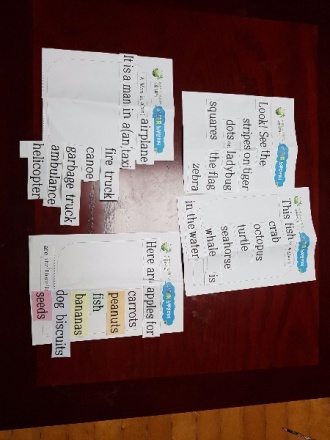 airplane
It is a man in a(an) taxi
fire truck
canoe
garbage truck
ambulance
helicopter
Look! See the
stripes on tiger
dots on ladybug
squares the flag
zebra
This fish
crab
octopus
turtle
seahorse
whale is
in the water
Here are apples for
carrots
peanuts
fish
bananas
dog biscuits
seeds